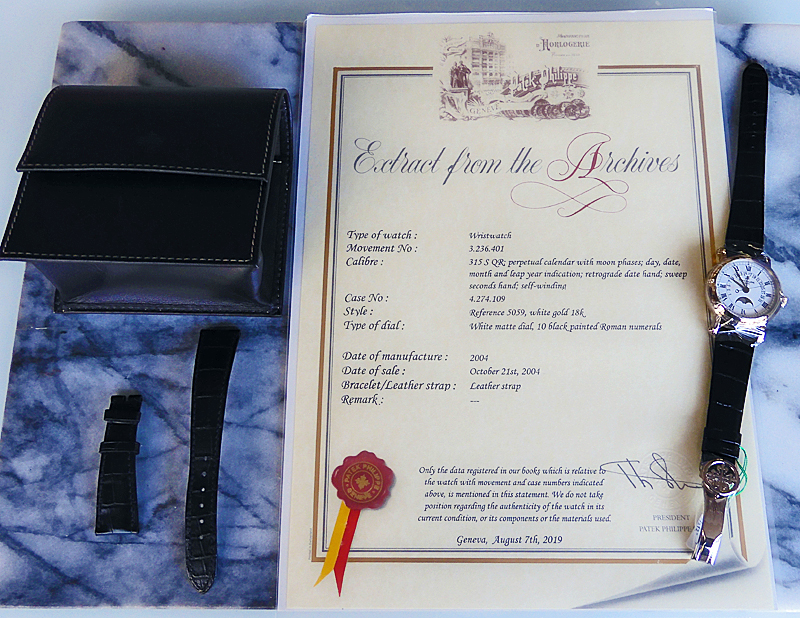 HORLOGERIE
Patek Philippe
GENÈVE
Extract from the Archives
Type of watch : Wristwatch
Movement No : 3.236.401
Calibre : 315 S QR; perpetual calendar with moon phases; day, date,
month and leap year indication; retrograde date hand; sweep
seconds hand; self-winding
Case No : 4.274.109
Style : Reference 5059, white gold 18k
Type of dial : White matte dial, 10 black painted Roman numerals
Date of manufacture : 2004
Date of sale : October 21st, 2004
Bracelet/Leather strap : Leather strap
Remark : ---
Only the data registered in our books which is relative to
the watch with movement and case numbers indicated
above, is mentioned in this statement. We do not take
position regarding the authenticity of the watch in its
current condition, or its components or the materials used.
PATEK PHILIPPE
PRESIDENT
PATEK PHILIPPE
Geneva, August 7th, 2019